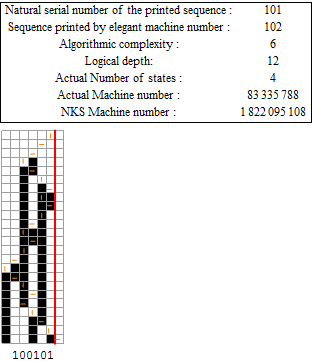 Natural serial number of the printed sequence : 101
Sequence printed by elegant machine number : 102
Algorithmic complexity : 6
Logical depth: 12
Actual Number of states : 4
Actual Machine number : 83 335 788
NKS Machine number : 1 822 095 108
100101